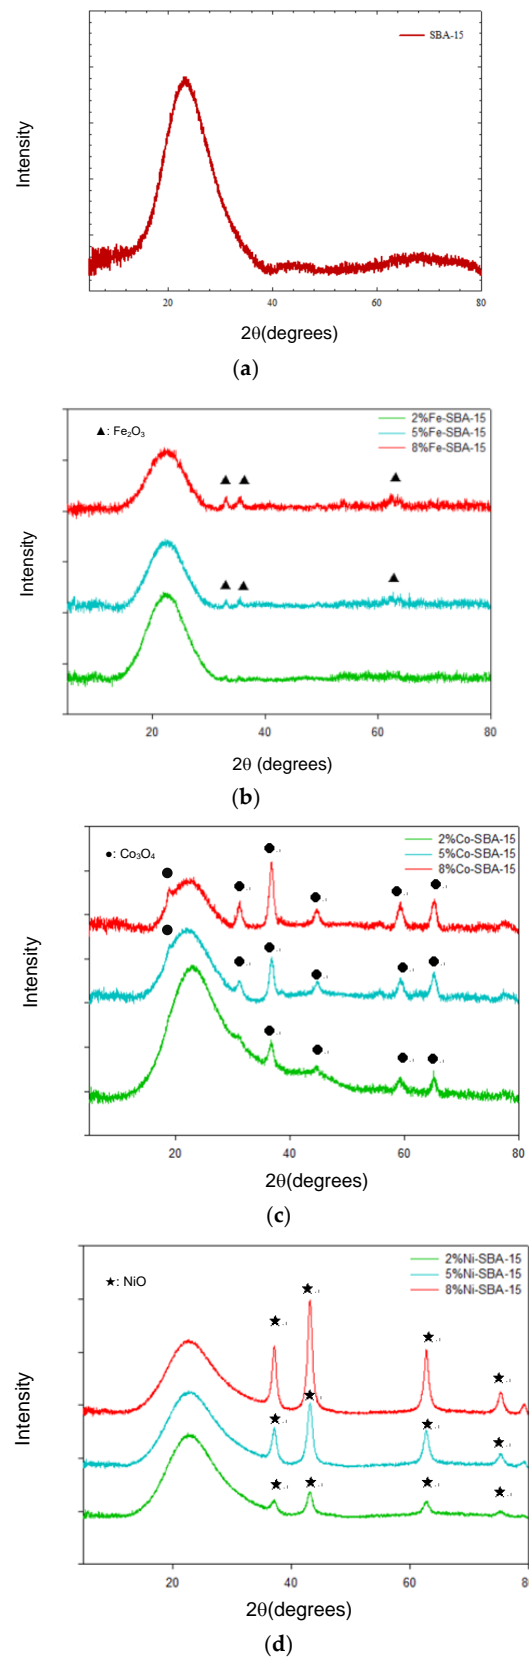 SBA-15
Intensity
20 40 60 80
2θ(degrees)
(a)
2%Fe-SBA-15
▲: Fe₂O₃
5%Fe-SBA-15
8%Fe-SBA-15
Intensity
20 40 60 80
2θ (degrees)
(b)
2%Co-SBA-15
●: Co₃O₄
5%Co-SBA-15
8%Co-SBA-15
Intensity
20 40 60 80
2θ(degrees)
(c)
2%Ni-SBA-15
★: NiO
5%Ni-SBA-15
8%Ni-SBA-15
Intensity
20 40 60 80
2θ(degrees)
(d)